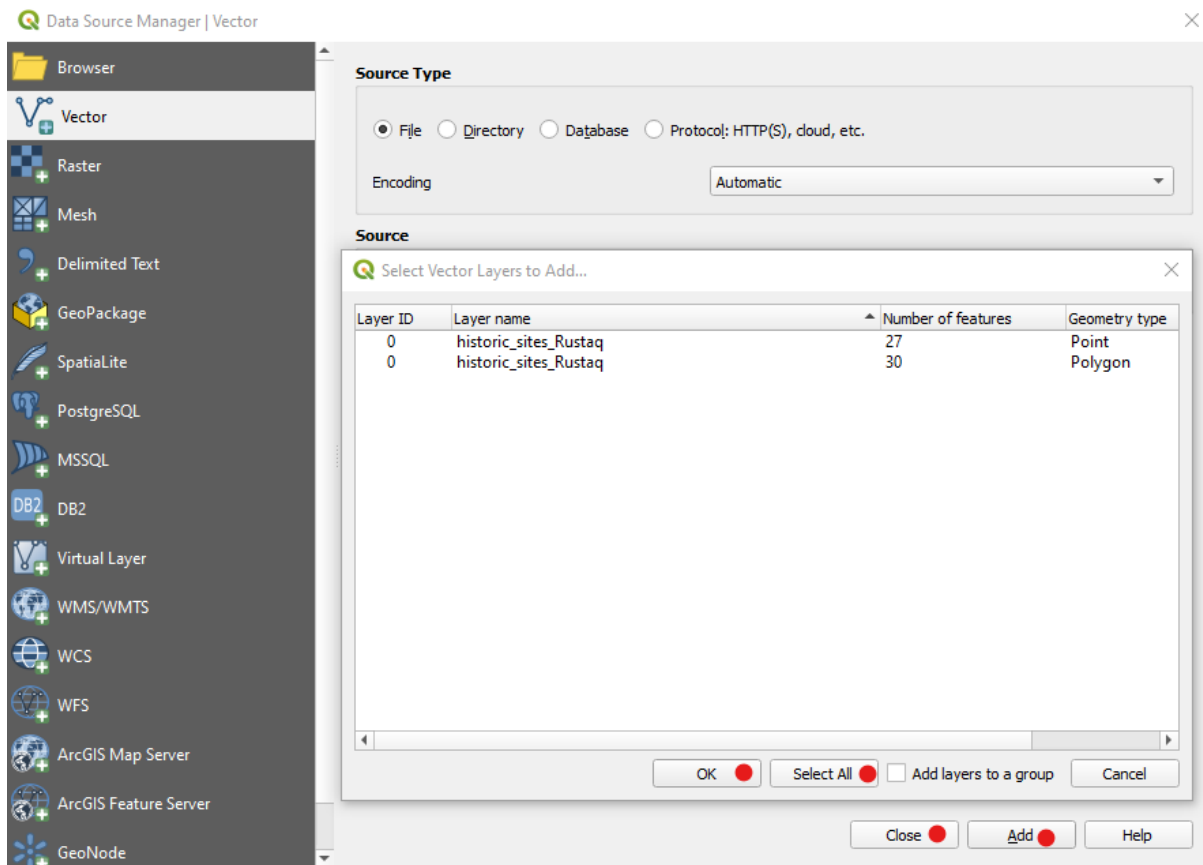 Data Source Manager | Vector
Browser
Vector
Raster
Mesh
Delimited Text
GeoPackage
SpatiaLite
PostgreSQL
MSSQL
DB2 DB2
Virtual Layer
WMS/WMTS
WCS
WFS
ArcGIS Map Server
ArcGIS Feature Server
GeoNode
Source Type
File Directory Database Protocol: HTTP(S), cloud, etc.
Encoding Automatic
Source
Select Vector Layers to Add...
Layer ID Layer name Number of features Geometry type
0 historic_sites_Rustaq 27 Point
0 historic_sites_Rustaq 30 Polygon
OK Select All Add layers to a group Cancel
Close Add Help